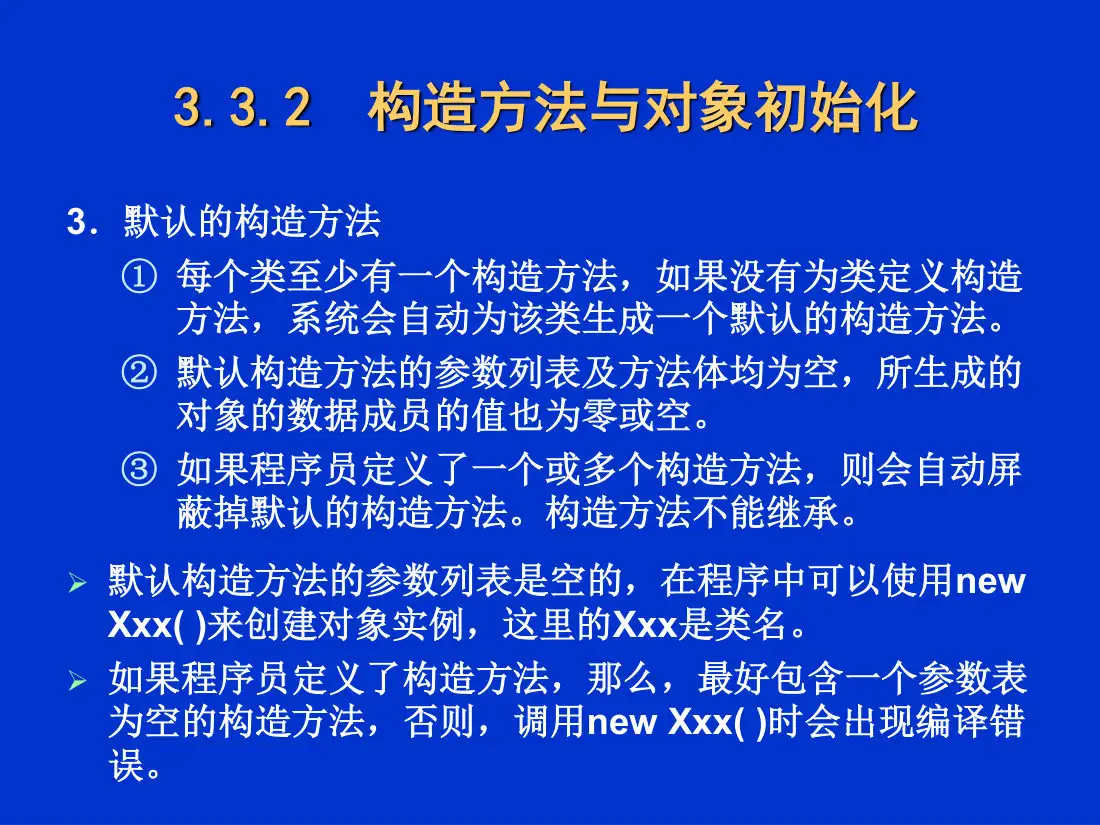 3.3.2 构造方法与对象初始化
3．默认的构造方法
① 每个类至少有一个构造方法，如果没有为类定义构造
方法，系统会自动为该类生成一个默认的构造方法。
② 默认构造方法的参数列表及方法体均为空，所生成的
对象的数据成员的值也为零或空。
③ 如果程序员定义了一个或多个构造方法，则会自动屏
蔽掉默认的构造方法。构造方法不能继承。
➢ 默认构造方法的参数列表是空的，在程序中可以使用new
Xxx( )来创建对象实例，这里的Xxx是类名。
➢ 如果程序员定义了构造方法，那么，最好包含一个参数表
为空的构造方法，否则，调用new Xxx( )时会出现编译错
误。